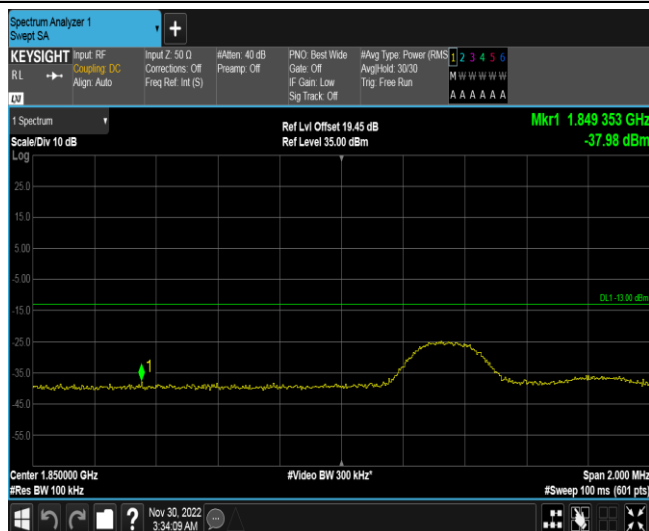 Spectrum Analyzer 1
Swept SA
+
KEYSIGHT
RL
Input: RF
Coupling: DC
Align: Auto
Input Z: 50 Ω
Corrections: Off
Freq Ref: Int (S)
#Atten: 40 dB
Preamp: Off
PNO: Best Wide
Gate: Off
IF Gain: Low
Sig Track: Off
#Avg Type: Power (RMS
Avg|Hold: 30/30
Trig: Free Run
1 2 3 4 5 6
M W W W W W
A A A A A A
1 Spectrum
Scale/Div 10 dB
Ref Lvl Offset 19.45 dB
Ref Level 35.00 dBm
Mkr1 1.849 353 GHz
-37.98 dBm
Log
25.0
15.0
5.00
-5.00
DL1 -13.00 dBm
-15.0
-25.0
-35.0
1
-45.0
-55.0
Center 1.850000 GHz
#Video BW 300 kHz*
Span 2.000 MHz
#Res BW 100 kHz
#Sweep 100 ms (601 pts)
?
Nov 30, 2022
3:34:09 AM